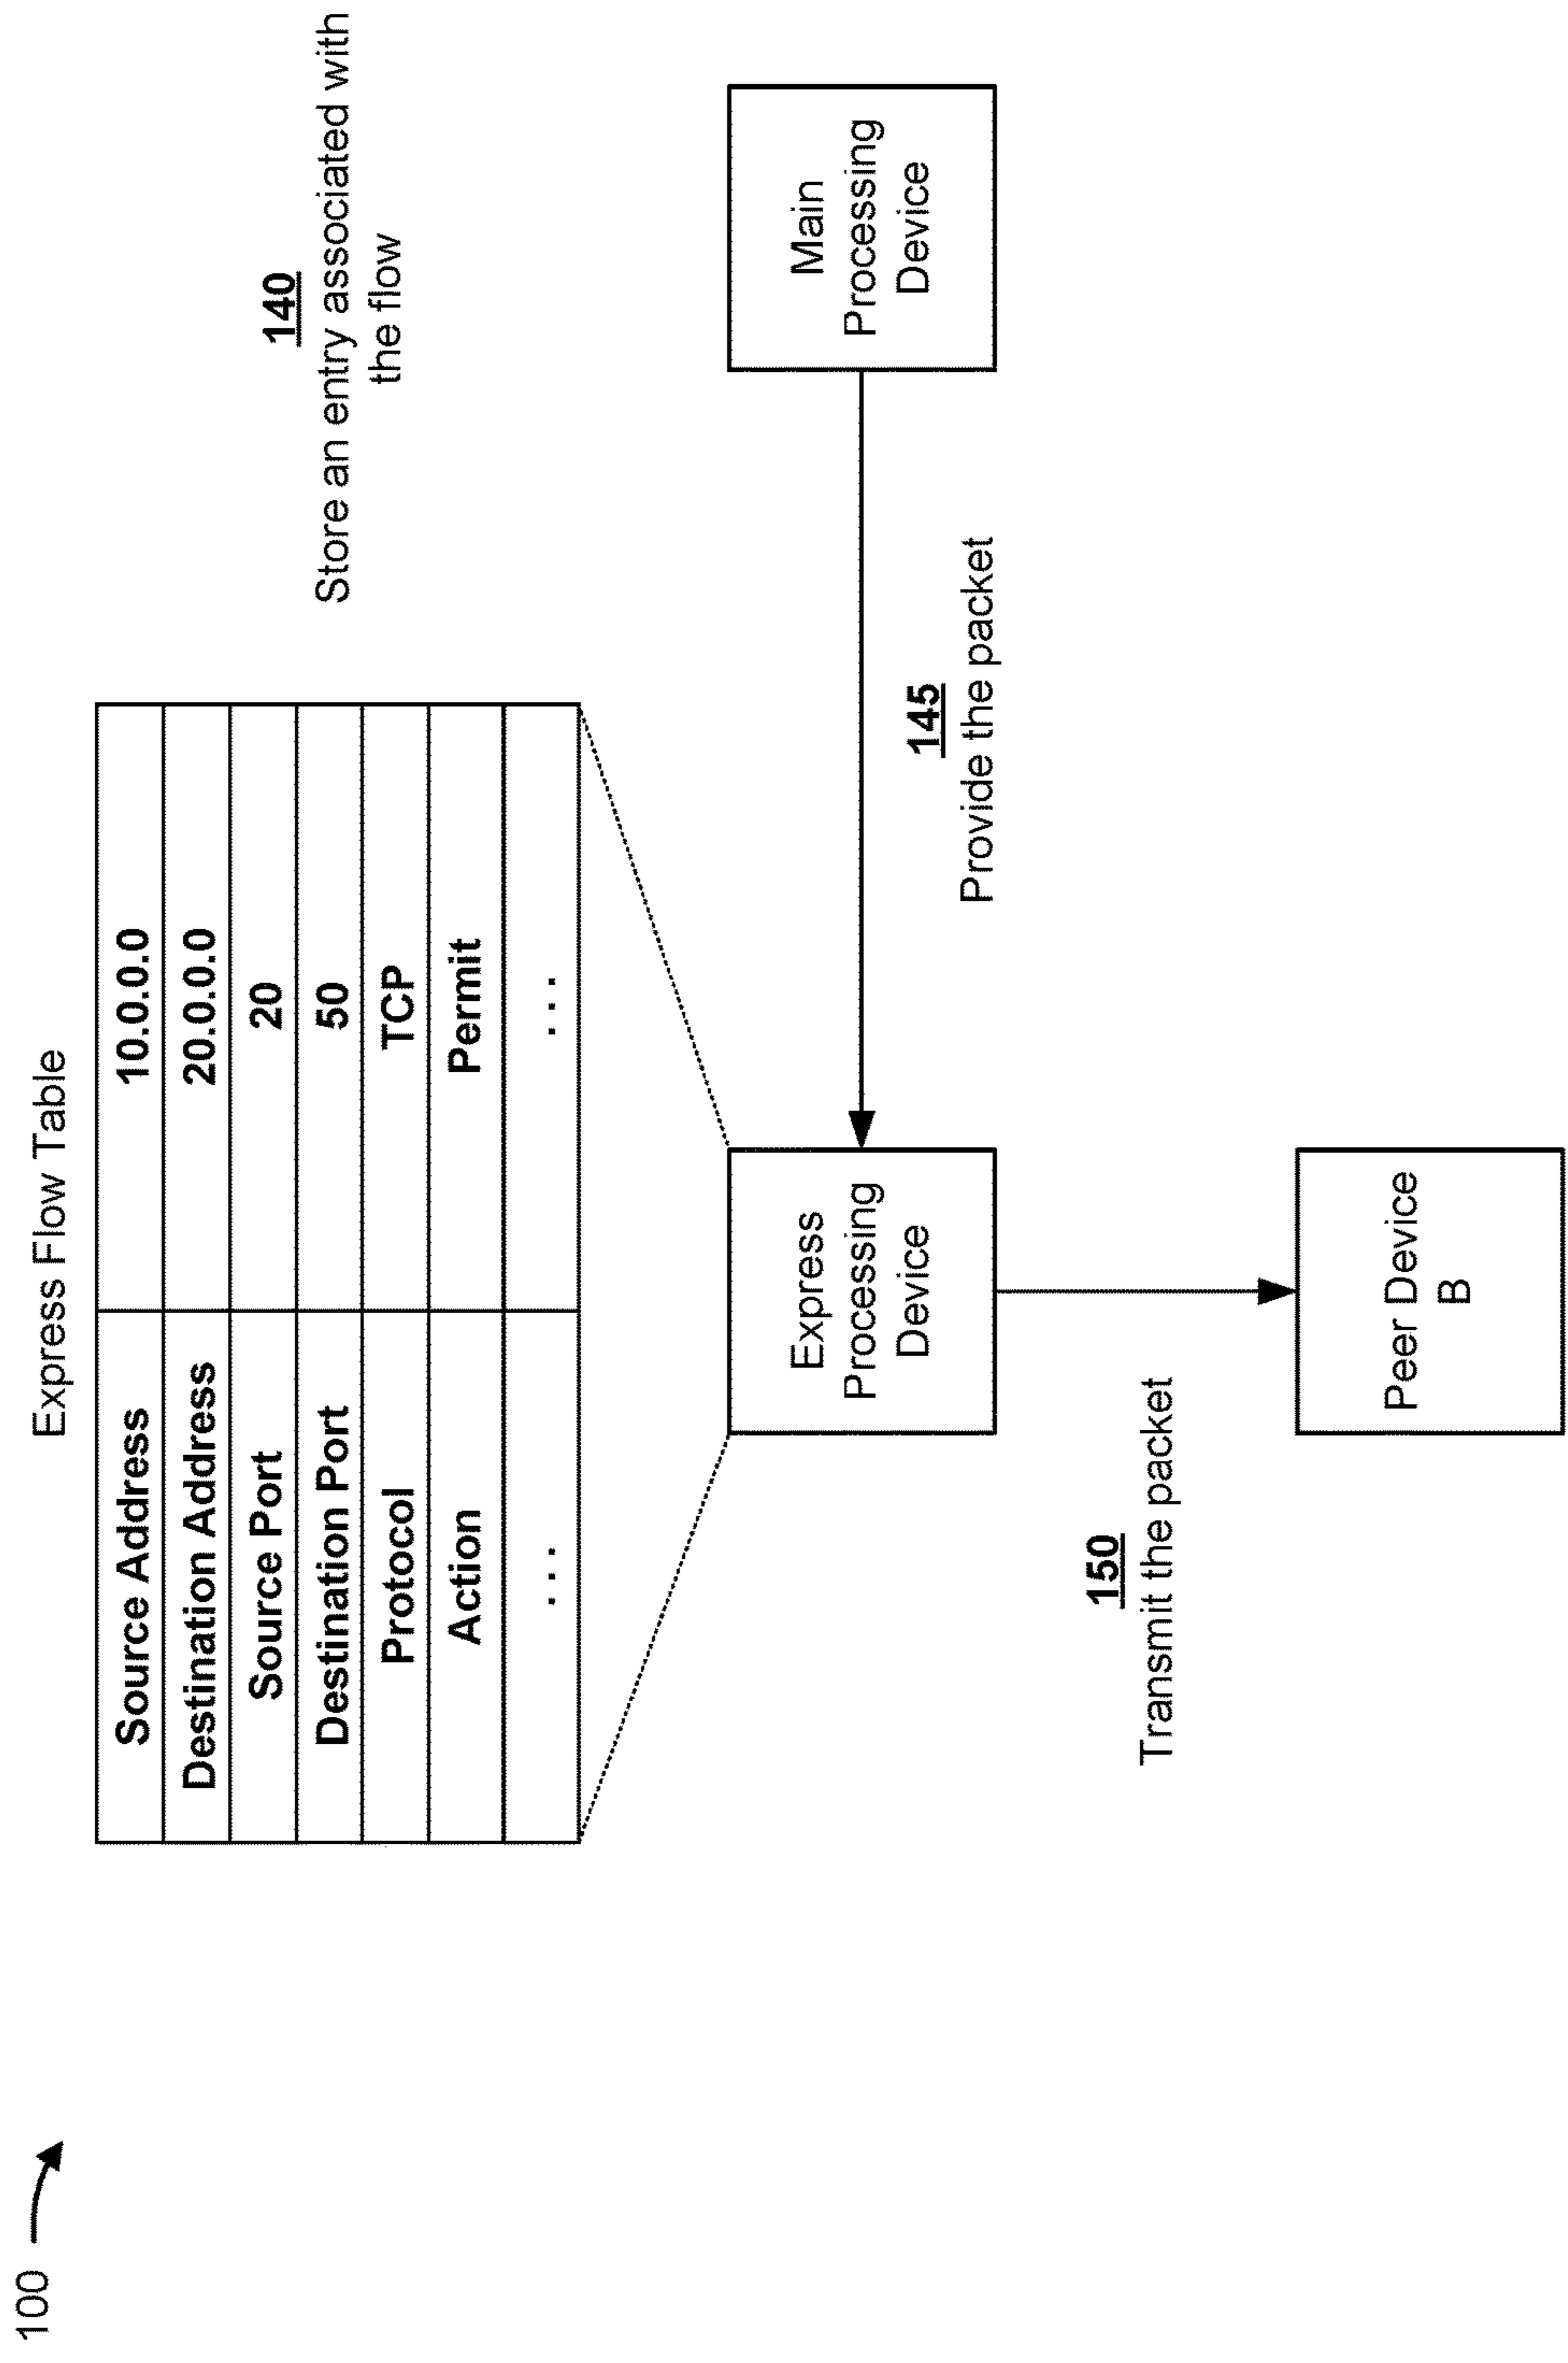 100
Express Flow Table
Source Address 10.0.0.0
Destination Address 20.0.0.0
Source Port 20
Destination Port 50
Protocol TCP
Action Permit
... ...
140
Store an entry associated with
the flow
Express
Processing
Device
145
Provide the packet
Main
Processing
Device
150
Transmit the packet
Peer Device
B